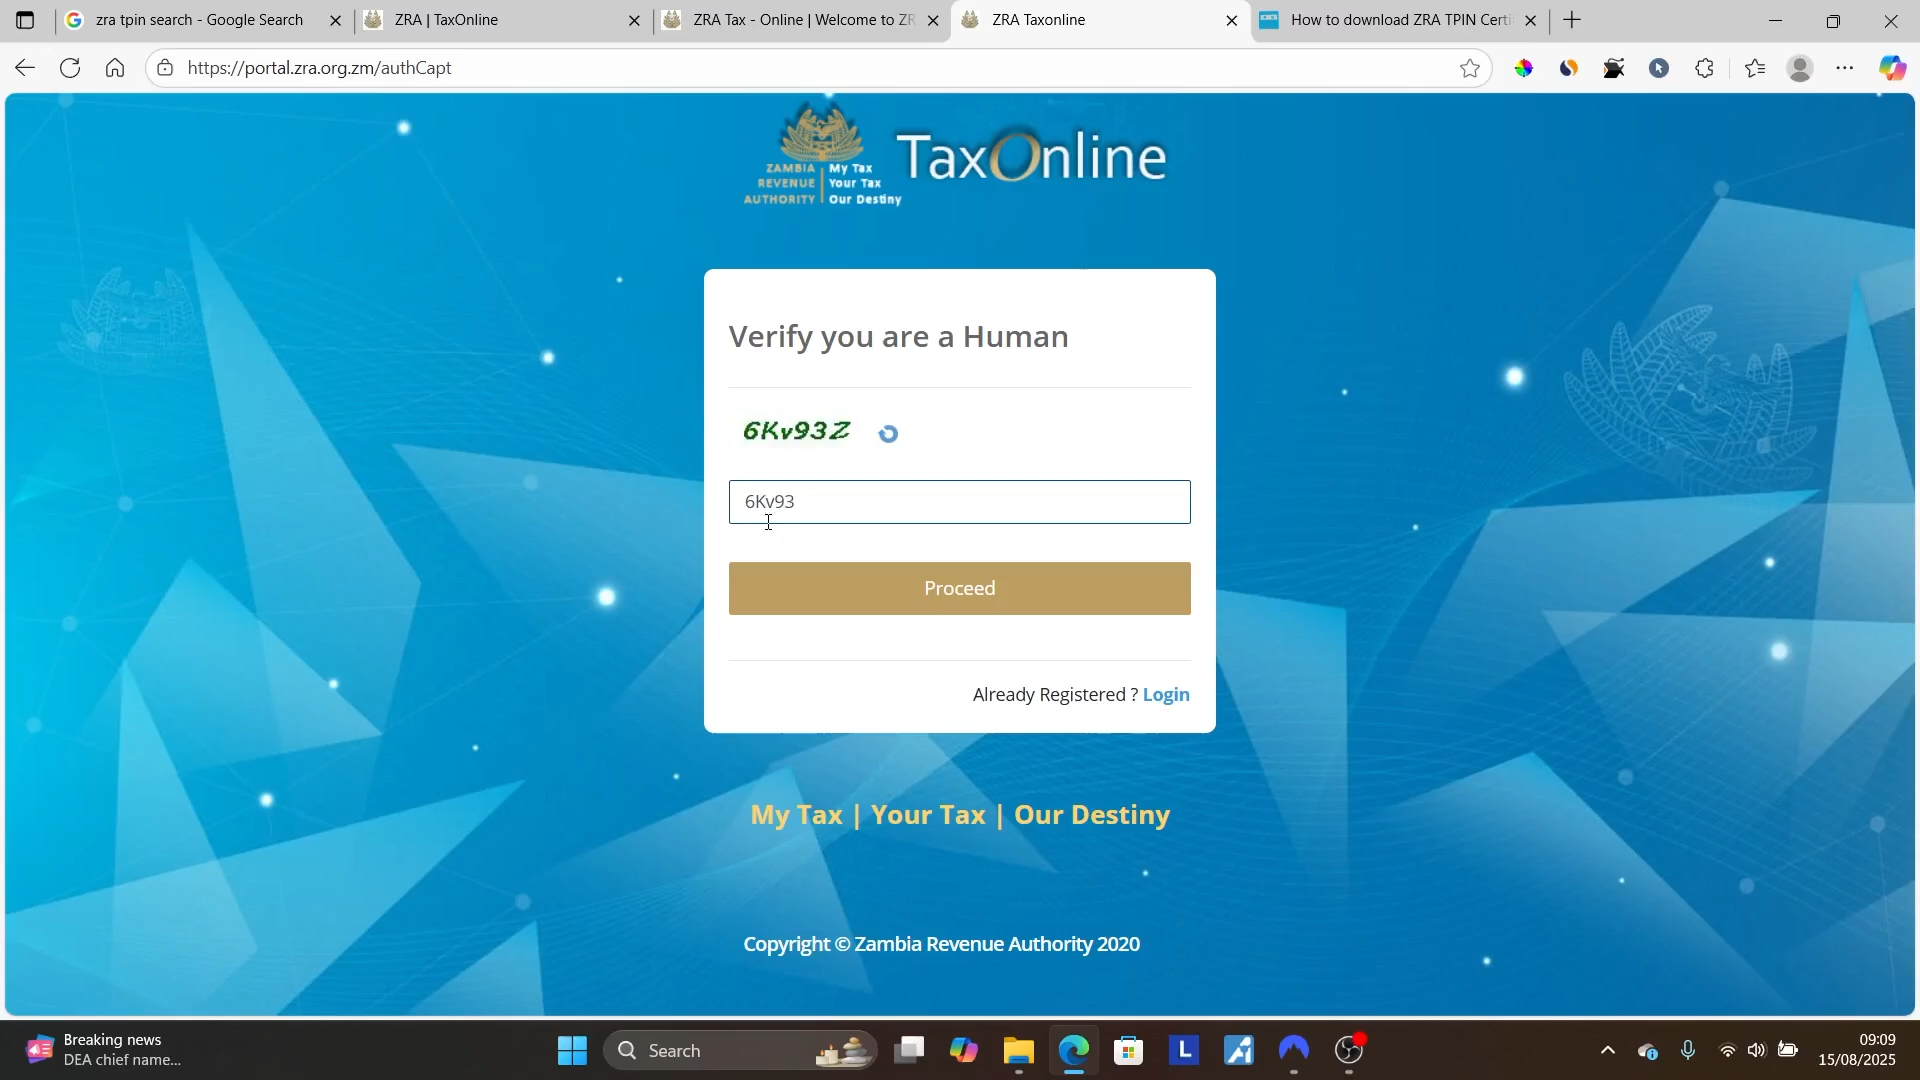 zra tpin search - Google Search
ZRA | TaxOnline
ZRA Tax - Online | Welcome to ZR
ZRA Taxonline
How to download ZRA TPIN Certi
https://portal.zra.org.zm/authCapt
ZAMBIA REVENUE AUTHORITY
My Tax Your Tax Our Destiny
TaxOnline
Verify you are a Human
6Kv93Z
6Kv93
Proceed
Already Registered ? Login
My Tax | Your Tax | Our Destiny
Copyright © Zambia Revenue Authority 2020
Breaking news
DEA chief name...
Search
L
09:09
15/08/2025